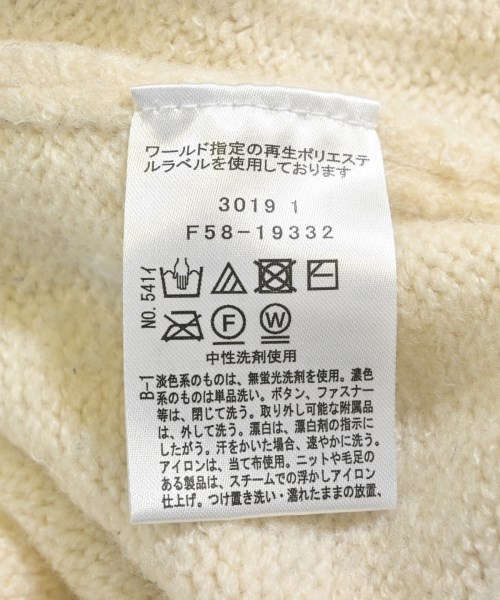 ワールド指定の再生ポリエステ
ルラベルを使用しております
3019 1
F58-19332
NO.541イ
F W
中性洗剤使用
B-1
淡色系のものは、無蛍光洗剤を使用。濃色
系のものは単品洗い。ボタン、ファスナー
等は、閉じて洗う。取り外し可能な附属品
は、外して洗う。漂白は、漂白剤の指示に
したがう。汗をかいた場合、速やかに洗う。
アイロンは、当て布使用。ニットや毛足の
ある製品は、スチームでの浮かしアイロン
仕上げ。つけ置き洗い・濡れたままの放置、